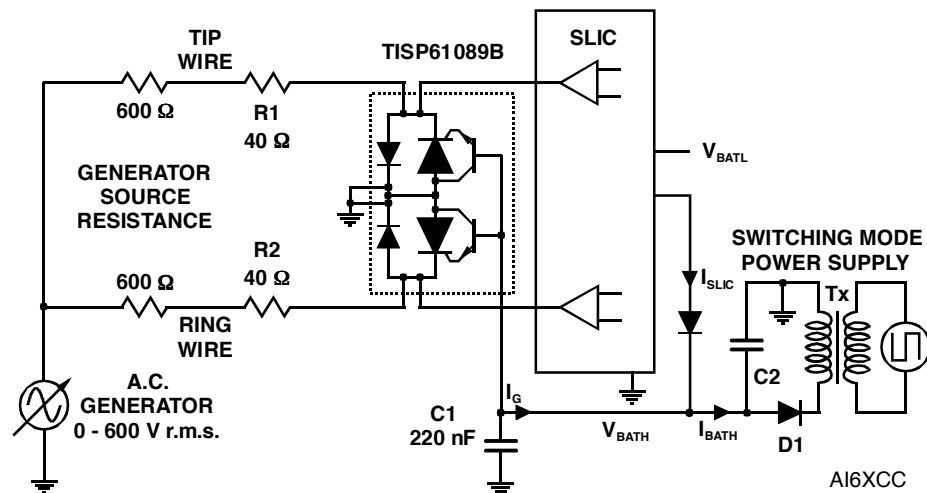 TIP
WIRE
600 Ω
R1
40 Ω
TISP61089B
SLIC
GENERATOR
SOURCE
RESISTANCE
V_BATL
R2
40 Ω
600 Ω
RING
WIRE
SWITCHING MODE
POWER SUPPLY
I_SLIC
Tx
C2
A.C.
GENERATOR
0 - 600 V r.m.s.
I_G
C1
220 nF
V_BATH
I_BATH
D1
AI6XCC